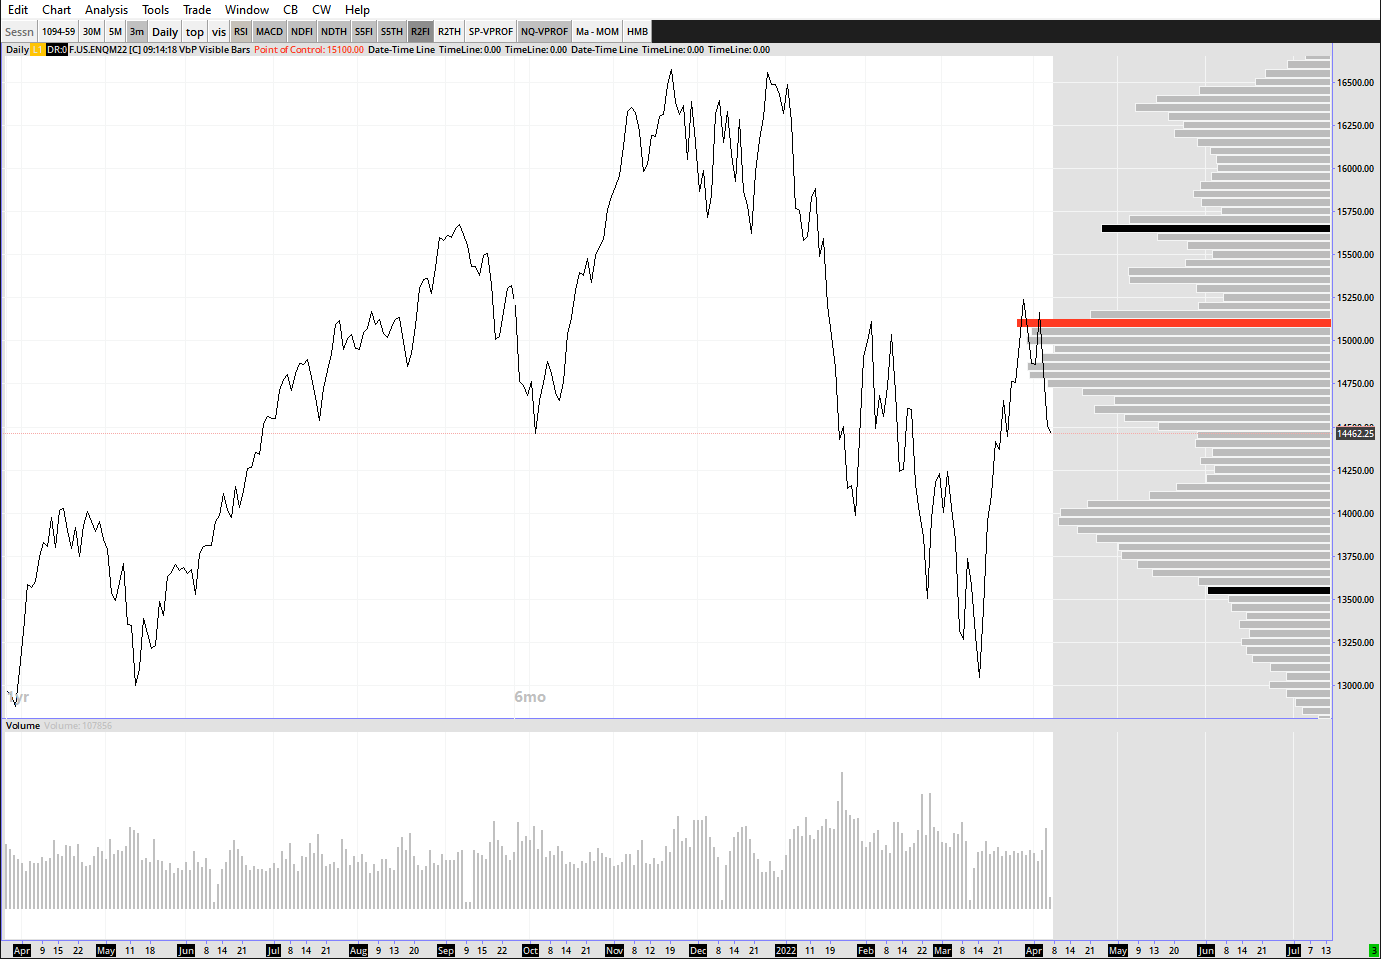 Edit Chart Analysis Tools Trade Window CB CW Help
Sessn 1094-59 30M 5M 3m Daily top vis RSI MACD NDFI NDTH S5FI S5TH R2FI R2TH SP-VPROF NQ-VPROF Ma - MOM HMB
Daily L1 DR:0 F.US.ENQM22 [C] 09:14:18 VbP Visible Bars Point of Control: 15100.00 Date-Time Line TimeLine: 0.00 TimeLine: 0.00 Date-Time Line TimeLine: 0.00 TimeLine: 0.00
16500.00
16250.00
16000.00
15750.00
15500.00
15250.00
15000.00
14750.00
14462.25
14250.00
14000.00
13750.00
13500.00
13250.00
13000.00
1yr 6mo
Volume Volume: 107856
Apr 9 15 22 May 11 18 Jun 8 14 21 Jul 8 14 21 Aug 6 13 20 Sep 8 15 22 Oct 8 14 21 Nov 5 12 19 Dec 8 14 21 2022 11 19 Feb 8 14 22 Mar 8 14 21 Apr 8 14 21 May 9 13 20 Jun 8 14 21 Jul 7 13
3